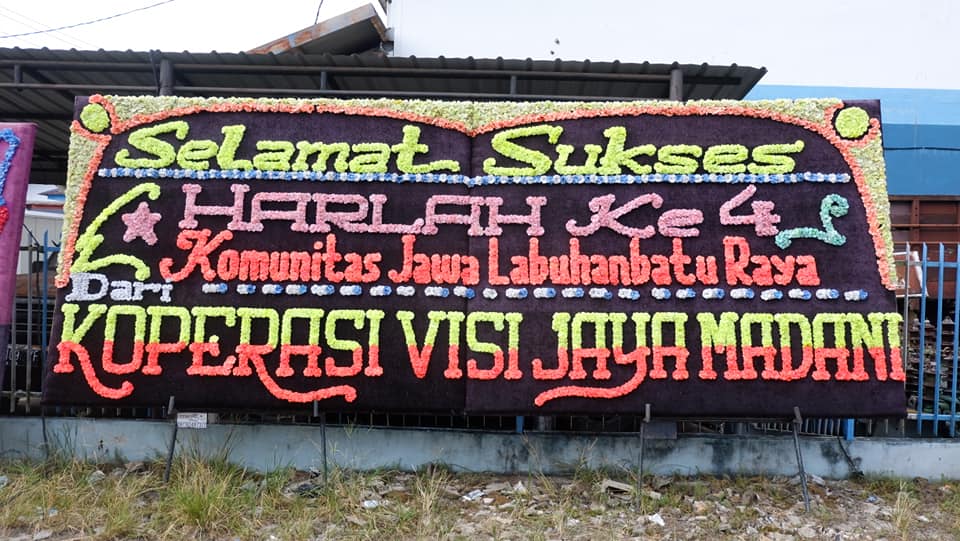 Selamat Sukses
HARLAH Ke 4
Komunitas Jawa Labuhanbatu Raya
Dari
KOPERASI VISI JAYA MADANI